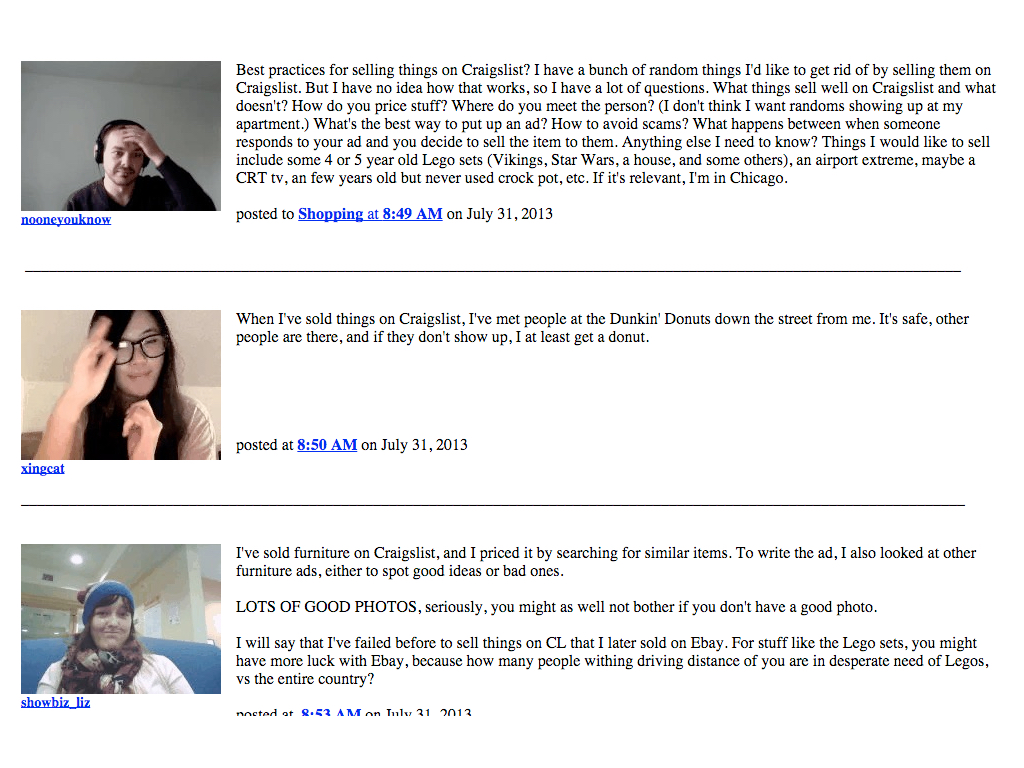 Best practices for selling things on Craigslist? I have a bunch of random things I'd like to get rid of by selling them on
Craigslist. But I have no idea how that works, so I have a lot of questions. What things sell well on Craigslist and what
doesn't? How do you price stuff? Where do you meet the person? (I don't think I want randoms showing up at my
apartment.) What's the best way to put up an ad? How to avoid scams? What happens between when someone
responds to your ad and you decide to sell the item to them. Anything else I need to know? Things I would like to sell
include some 4 or 5 year old Lego sets (Vikings, Star Wars, a house, and some others), an airport extreme, maybe a
CRT tv, an few years old but never used crock pot, etc. If it's relevant, I'm in Chicago.
posted to Shopping at 8:49 AM on July 31, 2013
nooneyouknow
When I've sold things on Craigslist, I've met people at the Dunkin' Donuts down the street from me. It's safe, other
people are there, and if they don't show up, I at least get a donut.
posted at 8:50 AM on July 31, 2013
xingcat
I've sold furniture on Craigslist, and I priced it by searching for similar items. To write the ad, I also looked at other
furniture ads, either to spot good ideas or bad ones.
LOTS OF GOOD PHOTOS, seriously, you might as well not bother if you don't have a good photo.
I will say that I've failed before to sell things on CL that I later sold on Ebay. For stuff like the Lego sets, you might
have more luck with Ebay, because how many people withing driving distance of you are in desperate need of Legos,
vs the entire country?
showbiz_liz
posted at 8:53 AM on July 31, 2013